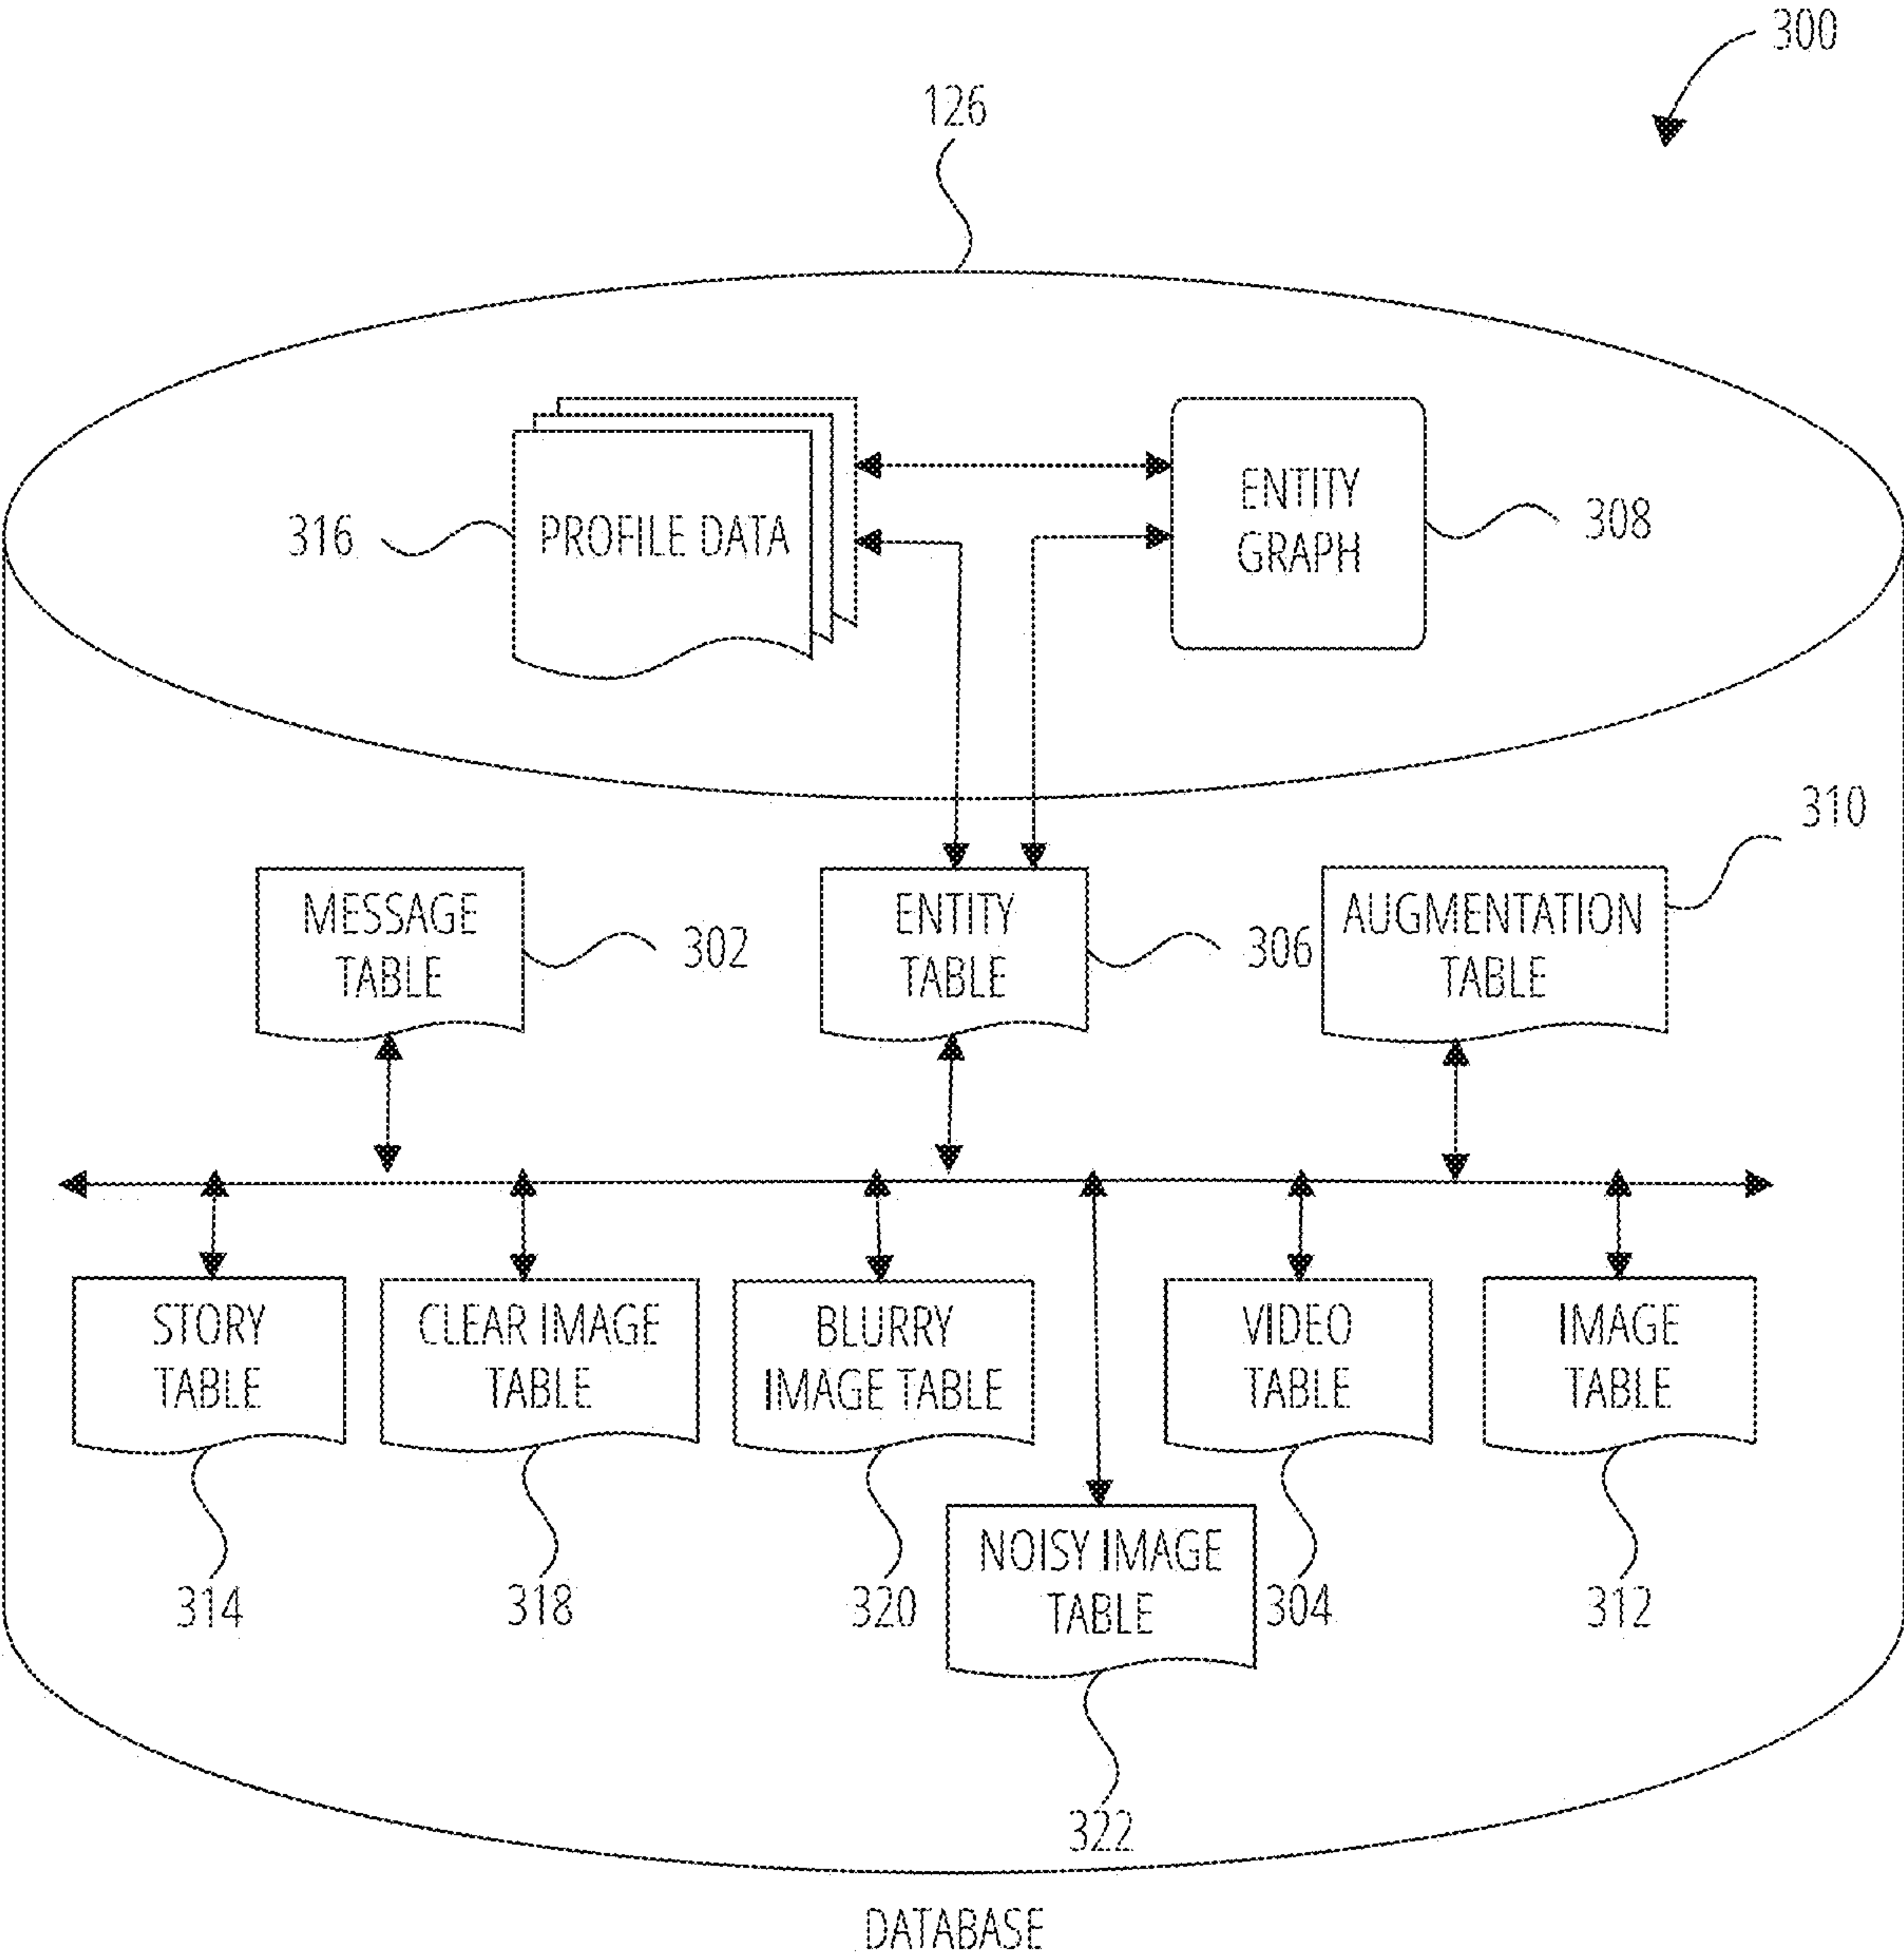 300
126
316
PROFILE DATA
ENTITY
GRAPH
308
310
MESSAGE
TABLE
302
ENTITY
TABLE
306
AUGMENTATION
TABLE
STORY
TABLE
CLEAR IMAGE
TABLE
BLURRY
IMAGE TABLE
VIDEO
TABLE
IMAGE
TABLE
314
318
320
NOISY IMAGE
TABLE
304
312
322
DATABASE